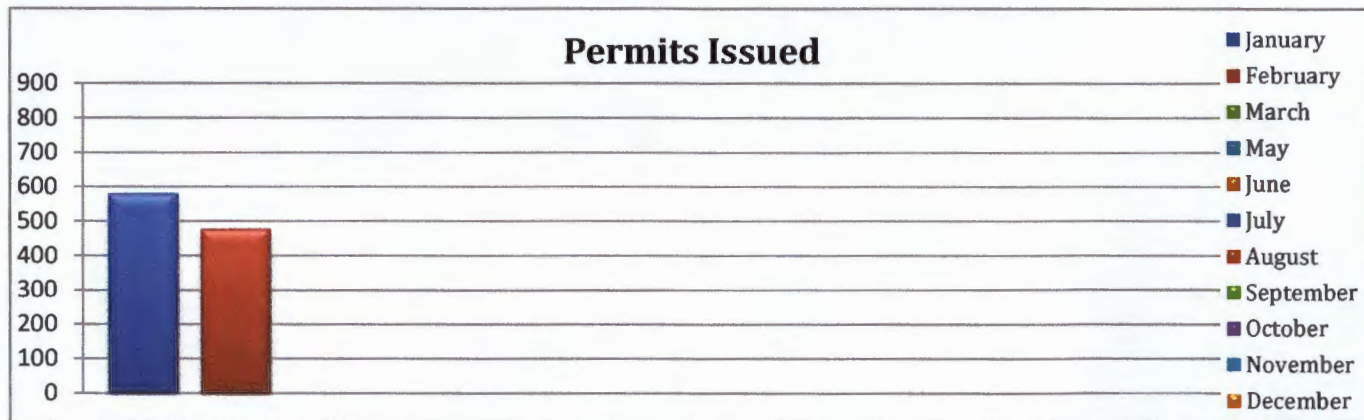 Permits Issued
900
800
700
600
500
400
300
200
100
0
January
February
March
May
June
July
August
September
October
November
December